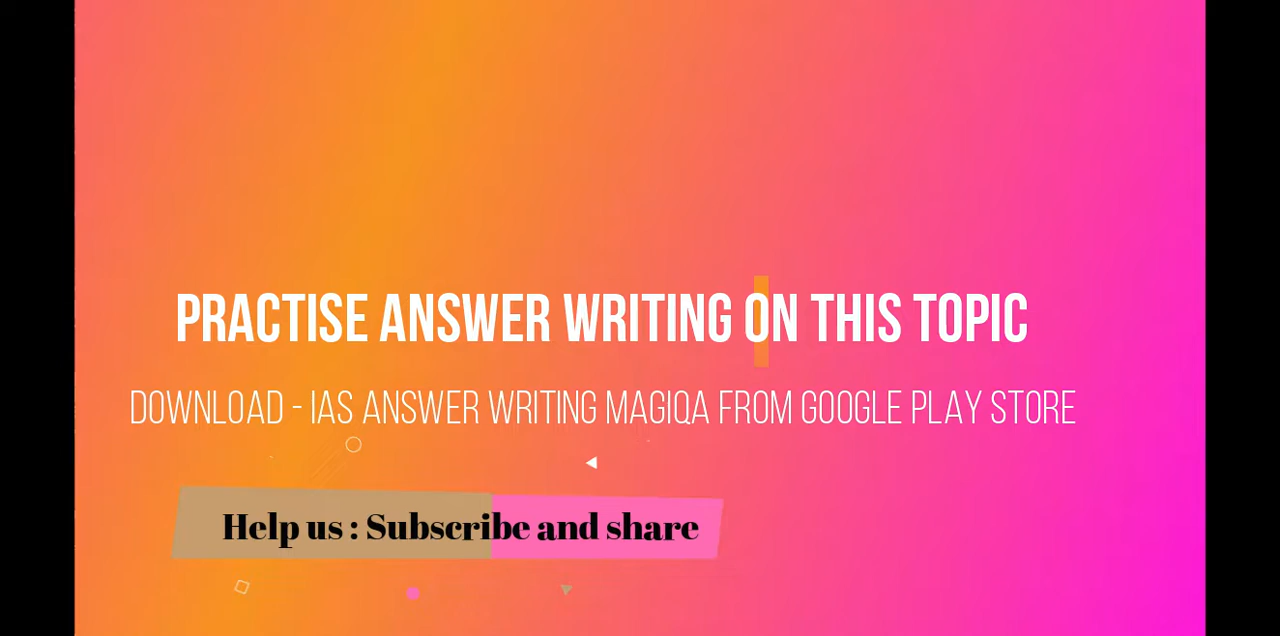 PRACTISE ANSWER WRITING ON THIS TOPIC
DOWNLOAD - IAS ANSWER WRITING MAGIQA FROM GOOGLE PLAY STORE
Help us : Subscribe and share